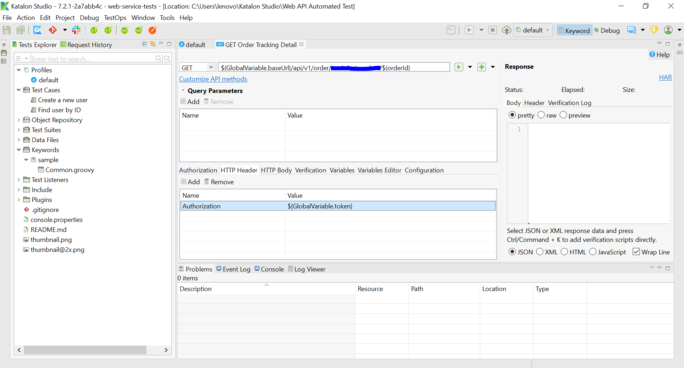 Katalon Studio - 7.2.1-2a7abb4c - web-service-tests - [Location: C:\Users\lenovo\Katalon Studio\Web API Automated Test]
File Action Edit Project Debug DevOps Window Tools Help
default Keyword Debug
Tests Explorer Request History
Enter text to search...
Profiles
default
Test Cases
Create a new user
Find user by ID
Object Repository
Test Suites
Data Files
Keywords
sample
Common.groovy
Test Listeners
Include
Plugins
.gitignore
console.properties
README.md
thumbnail.png
thumbnail@2x.png
default GET Order Tracking Detail
Help
GET ${GlobalVariable.baseUrl}/api/v1/order/ /${orderId}
Customize API methods
Query Parameters
Add Remove
Name Value
Authorization HTTP Header HTTP Body Verification Variables Variables Editor Configuration
Add Remove
Name Value
Authorization ${GlobalVariable.token}
Response
HAR
Status: Elapsed: Size:
Body Header Verification Log
pretty raw preview
1
Select JSON or XML response data and press
Ctrl/Command + K to add verification scripts directly.
JSON XML HTML JavaScript Wrap Line
Problems Event Log Console Log Viewer
0 items
Description Resource Path Location Type